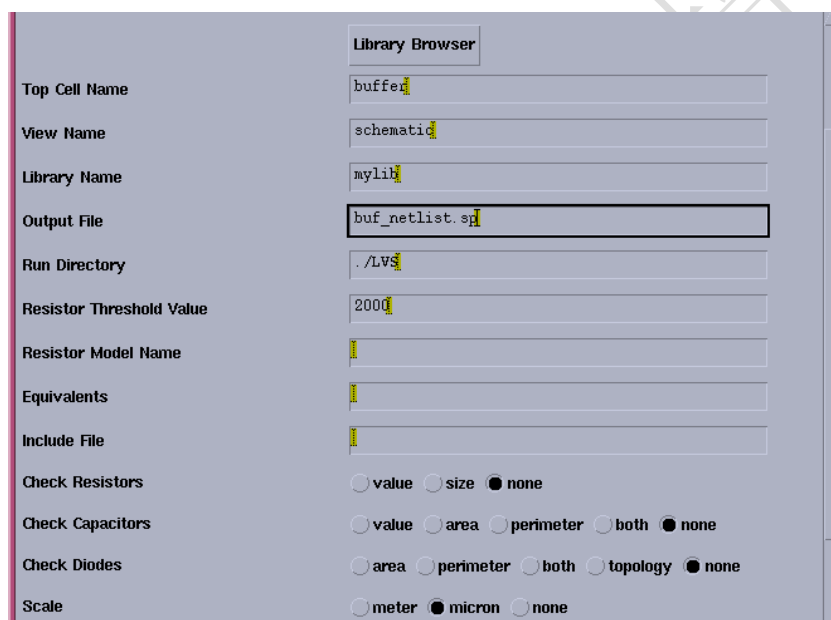 Library Browser
Top Cell Name buffer
View Name schematic
Library Name mylib
Output File buf_netlist.sp
Run Directory ./LVS
Resistor Threshold Value 2000
Resistor Model Name
Equivalents
Include File
Check Resistors value size none
Check Capacitors value area perimeter both none
Check Diodes area perimeter both topology none
Scale meter micron none